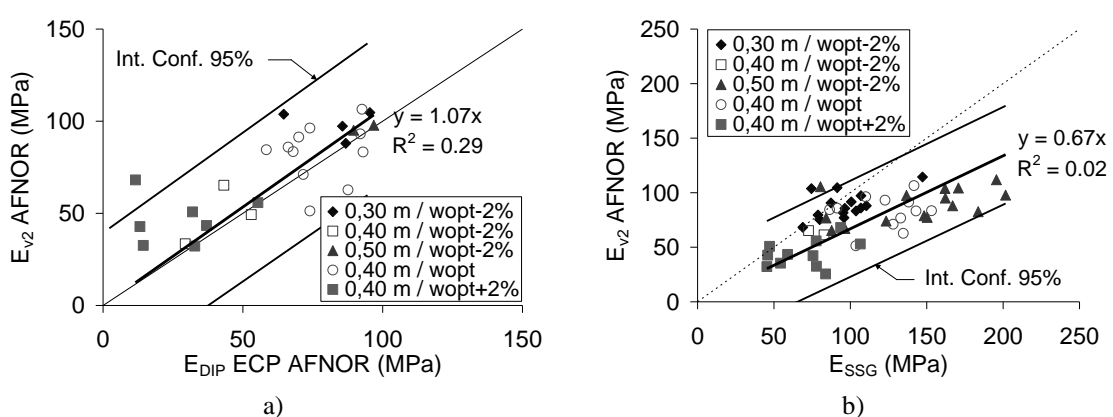 150
100
50
0
0
50
100
150
E_v2 AFNOR (MPa)
E_DIP ECP AFNOR (MPa)
Int. Conf. 95%
y = 1.07x
R² = 0.29
0,30 m / wopt-2%
0,40 m / wopt-2%
0,50 m / wopt-2%
0,40 m / wopt
0,40 m / wopt+2%
a)
250
200
150
100
50
0
0
50
100
150
200
250
E_v2 AFNOR (MPa)
E_SSG (MPa)
0,30 m / wopt-2%
0,40 m / wopt-2%
0,50 m / wopt-2%
0,40 m / wopt
0,40 m / wopt+2%
y = 0.67x
R² = 0.02
Int. Conf. 95%
b)